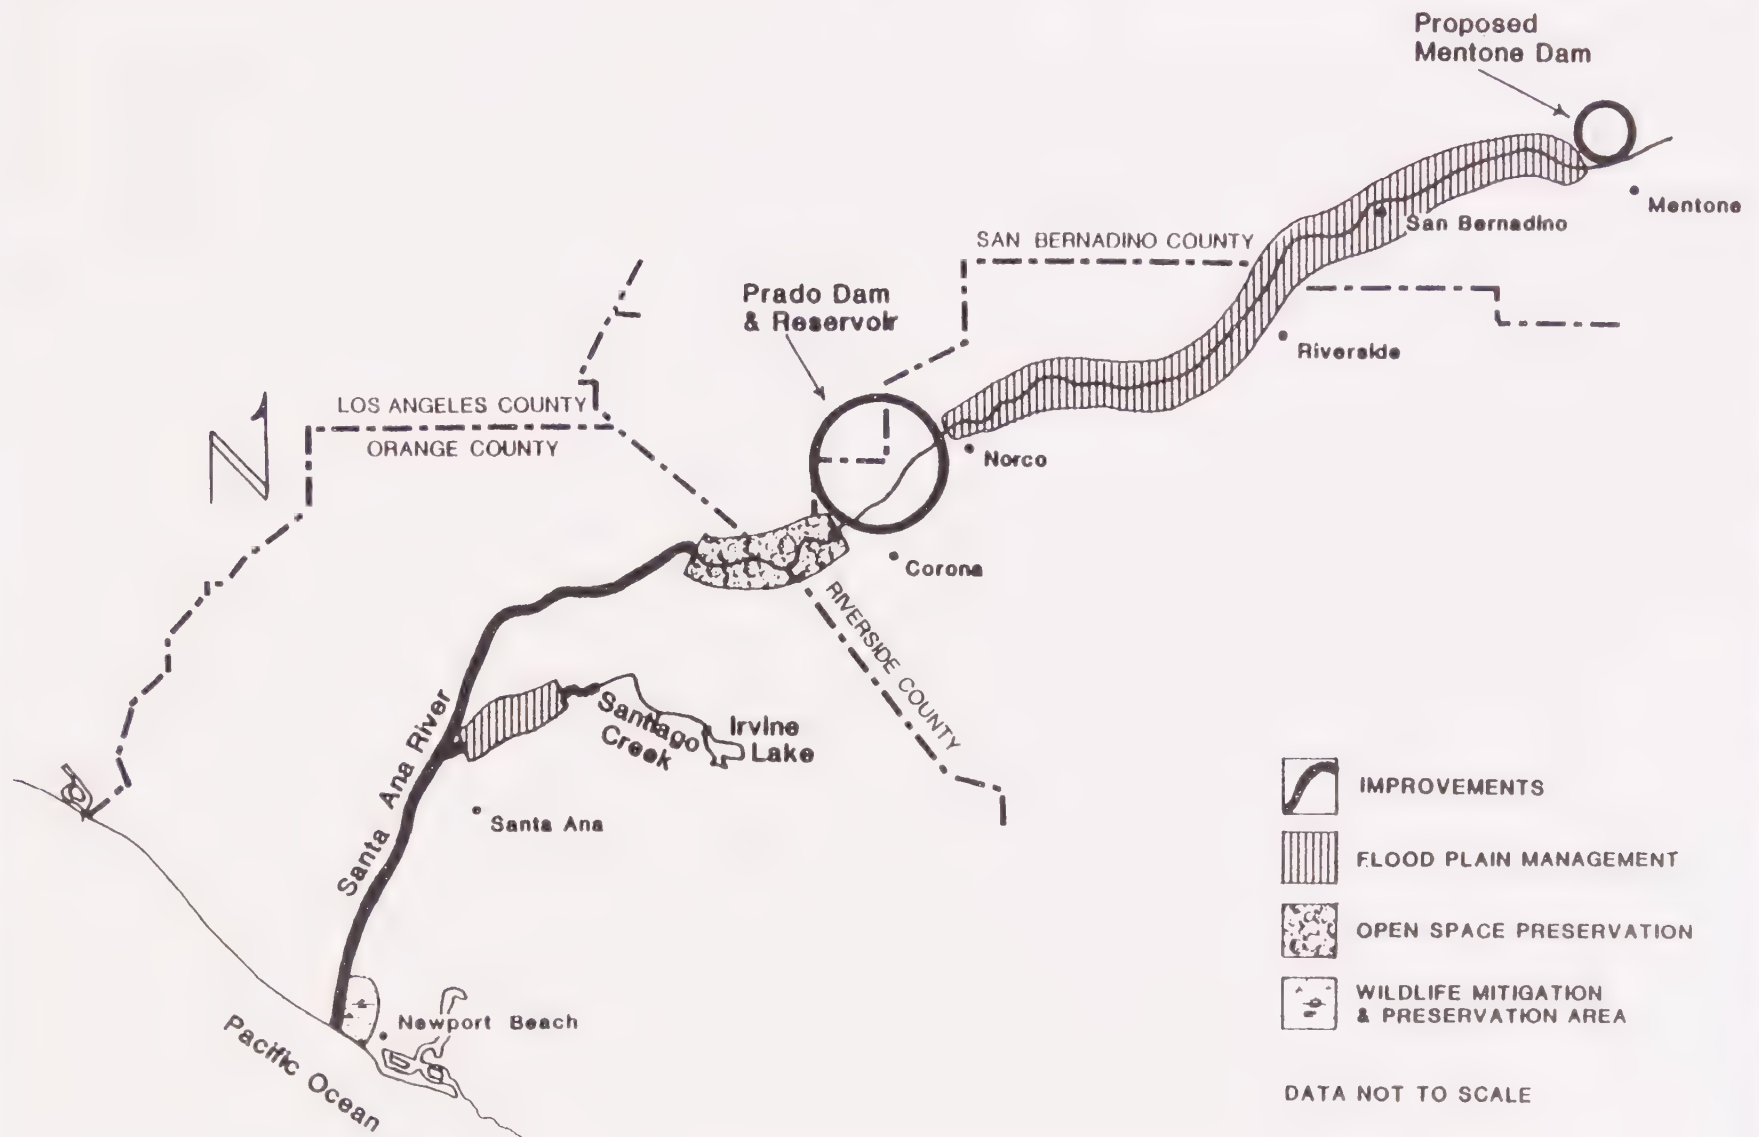 Proposed
Mentone Dam
Mentone
San Bernadino
SAN BERNADINO COUNTY
Prado Dam
& Reservoir
Riverside
LOS ANGELES COUNTY
ORANGE COUNTY
N
Norco
Corona
RIVERSIDE COUNTY
Santa Ana River
Santiago
Creek
Irvine
Lake
Santa Ana
Newport Beach
Pacific Ocean
IMPROVEMENTS
FLOOD PLAIN MANAGEMENT
OPEN SPACE PRESERVATION
WILDLIFE MITIGATION
& PRESERVATION AREA
DATA NOT TO SCALE